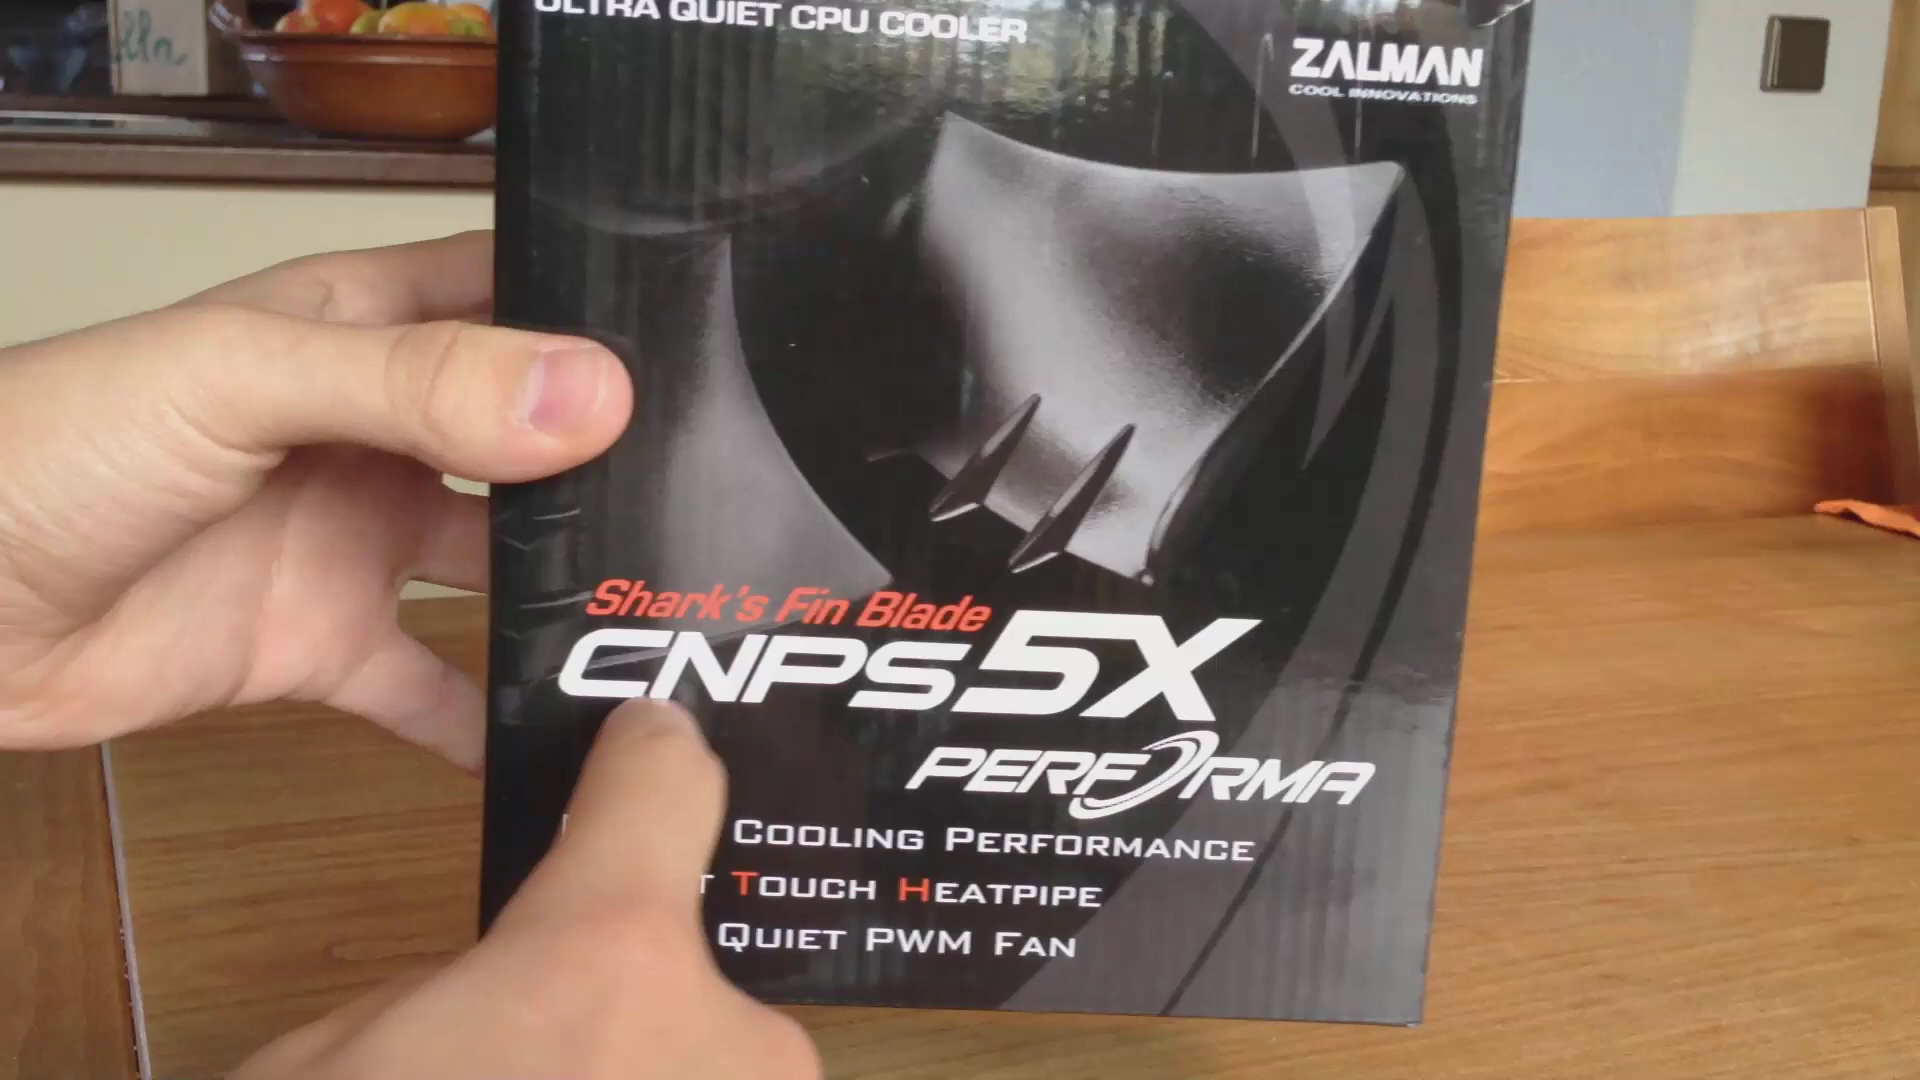 ULTRA QUIET CPU COOLER
ZALMAN
COOL INNOVATIONS
Shark's Fin Blade
CNPS5X
PERFORMA
COOLING PERFORMANCE
T TOUCH HEATPIPE
QUIET PWM FAN